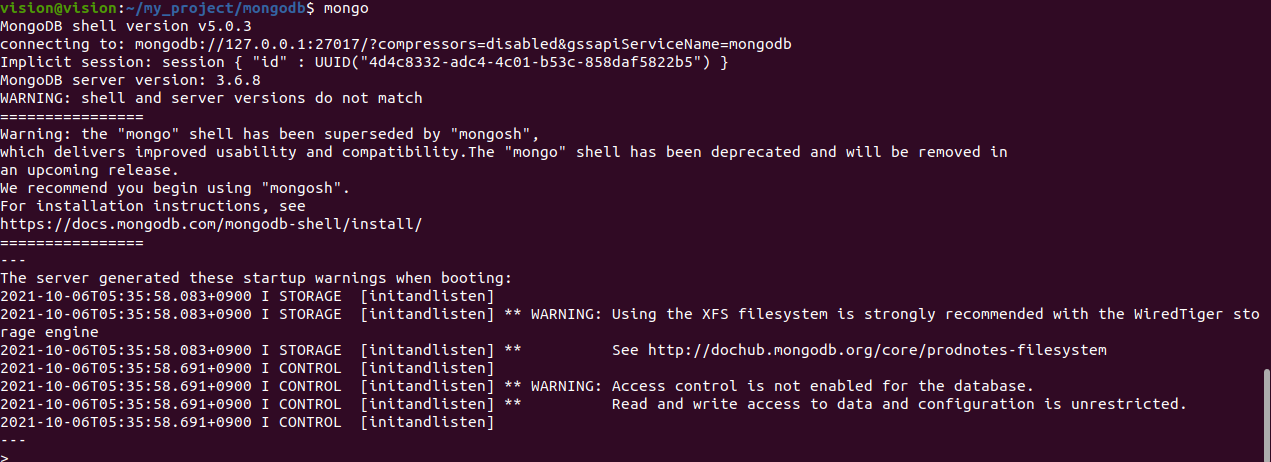 vision@vision:~/my_project/mongodb$ mongo
MongoDB shell version v5.0.3
connecting to: mongodb://127.0.0.1:27017/?compressors=disabled&gssapiServiceName=mongodb
Implicit session: session { "id" : UUID("4d4c8332-adc4-4c01-b53c-858daf5822b5") }
MongoDB server version: 3.6.8
WARNING: shell and server versions do not match
================
Warning: the "mongo" shell has been superseded by "mongosh",
which delivers improved usability and compatibility.The "mongo" shell has been deprecated and will be removed in
an upcoming release.
We recommend you begin using "mongosh".
For installation instructions, see
https://docs.mongodb.com/mongodb-shell/install/
================
---
The server generated these startup warnings when booting:
2021-10-06T05:35:58.083+0900 I STORAGE  [initandlisten]
2021-10-06T05:35:58.083+0900 I STORAGE  [initandlisten] ** WARNING: Using the XFS filesystem is strongly recommended with the WiredTiger sto
rage engine
2021-10-06T05:35:58.083+0900 I STORAGE  [initandlisten] **          See http://dochub.mongodb.org/core/prodnotes-filesystem
2021-10-06T05:35:58.691+0900 I CONTROL  [initandlisten]
2021-10-06T05:35:58.691+0900 I CONTROL  [initandlisten] ** WARNING: Access control is not enabled for the database.
2021-10-06T05:35:58.691+0900 I CONTROL  [initandlisten] **          Read and write access to data and configuration is unrestricted.
2021-10-06T05:35:58.691+0900 I CONTROL  [initandlisten]
---
>